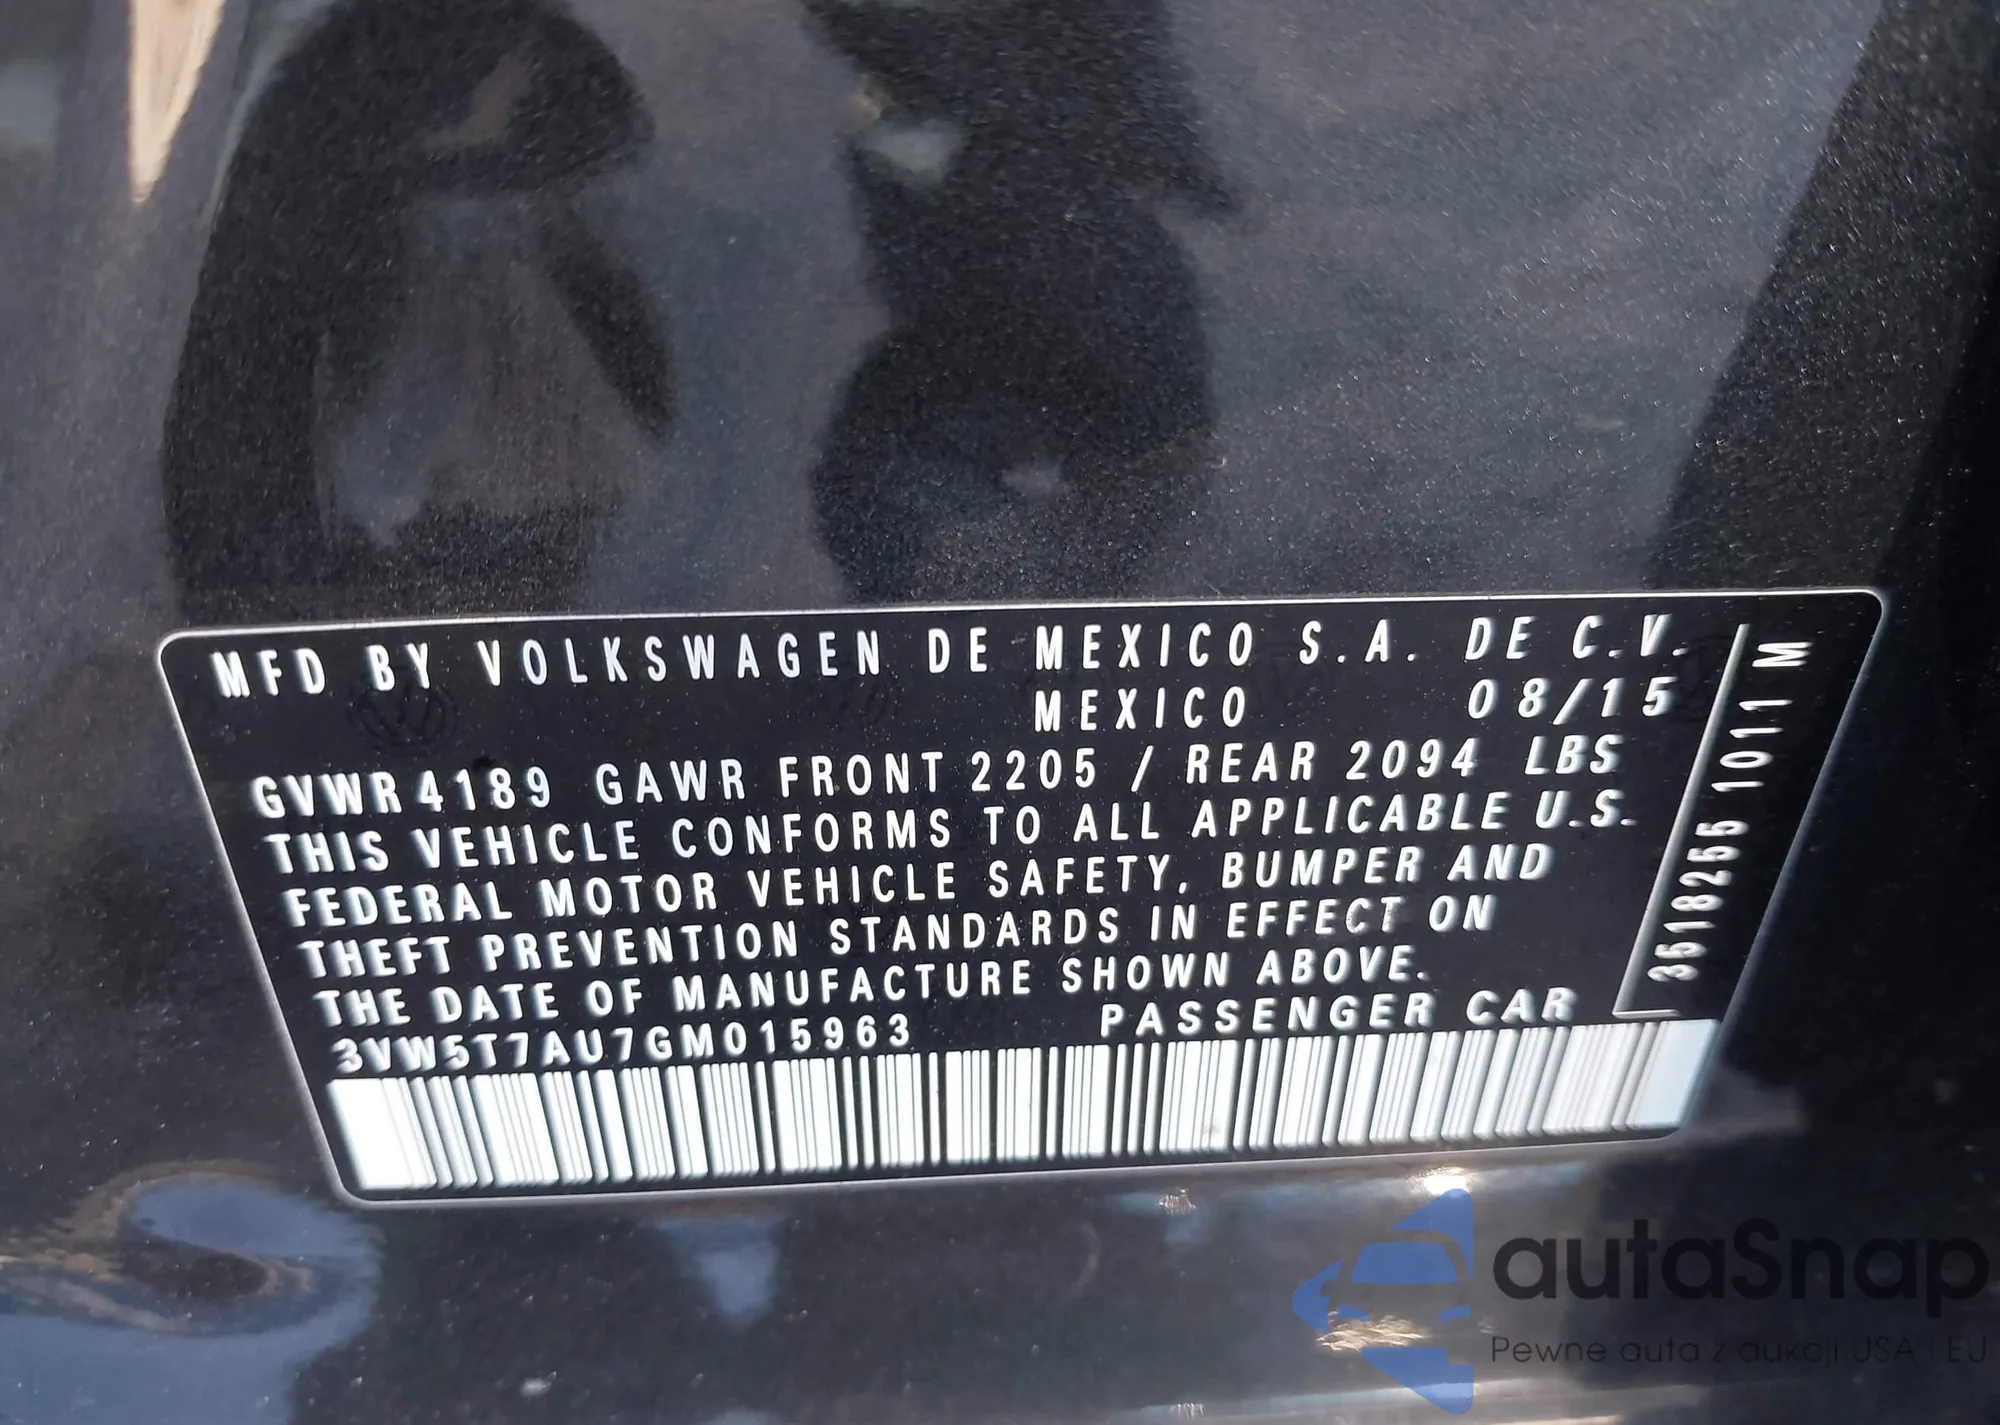 MFD BY VOLKSWAGEN DE MEXICO S.A. DE C.V.
MEXICO 08/15
GVWR 4189 GAWR FRONT 2205 / REAR 2094 LBS
THIS VEHICLE CONFORMS TO ALL APPLICABLE U.S.
FEDERAL MOTOR VEHICLE SAFETY, BUMPER AND
THEFT PREVENTION STANDARDS IN EFFECT ON
THE DATE OF MANUFACTURE SHOWN ABOVE.
3VW5T7AU7GM015963 PASSENGER CAR
3518255 1011 M
autaSnap
Pewne auta z aukcji USA i EU